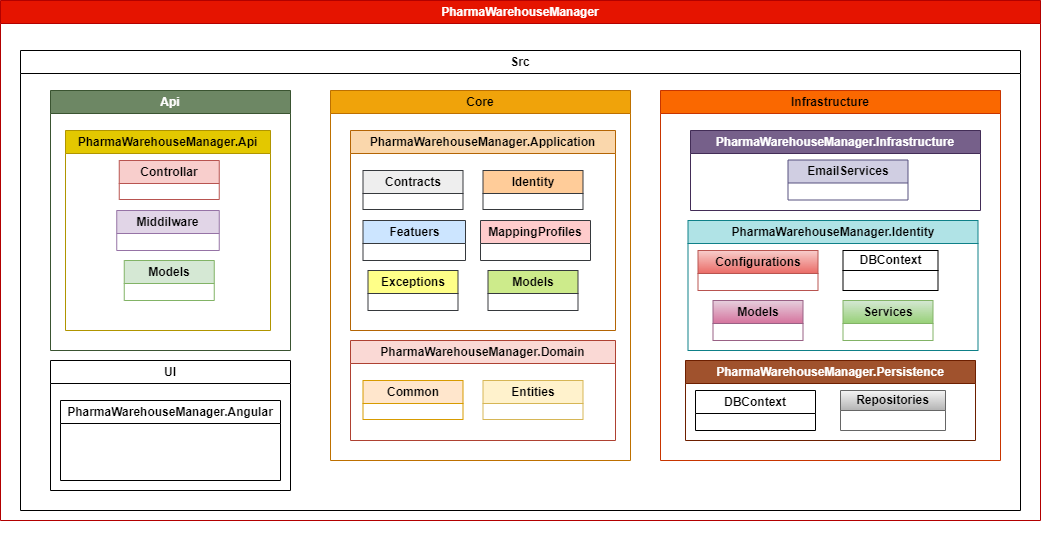 PharmaWarehouseManager
Src
Api
PharmaWarehouseManager.Api
Controllar
Middilware
Models
UI
PharmaWarehouseManager.Angular
Core
PharmaWarehouseManager.Application
Contracts
Identity
Featuers
MappingProfiles
Exceptions
Models
PharmaWarehouseManager.Domain
Common
Entities
Infrastructure
PharmaWarehouseManager.Infrastructure
EmailServices
PharmaWarehouseManager.Identity
Configurations
DBContext
Models
Services
PharmaWarehouseManager.Persistence
DBContext
Repositories